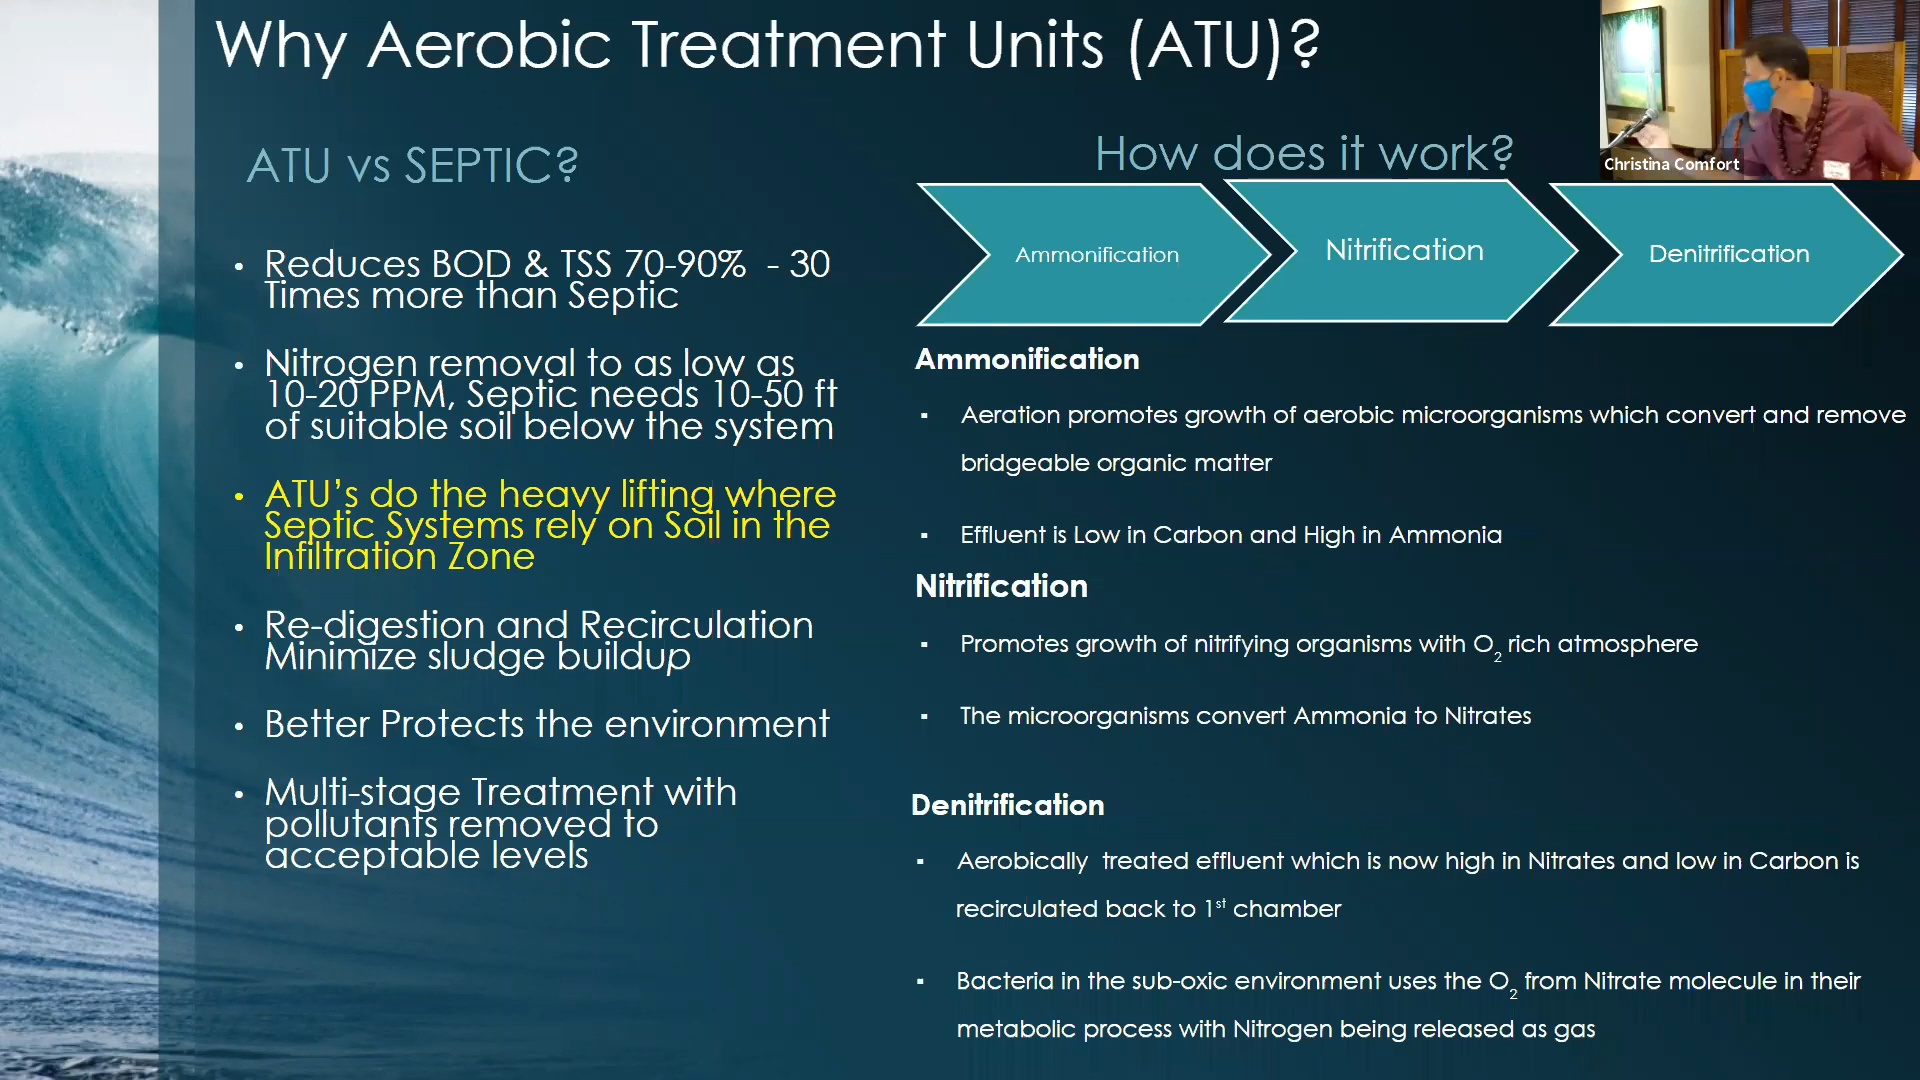 Why Aerobic Treatment Units (ATU)?
ATU vs SEPTIC?
Reduces BOD & TSS 70-90%  - 30
Times more than Septic
Nitrogen removal to as low as
10-20 PPM, Septic needs 10-50 ft
of suitable soil below the system
ATU's do the heavy lifting where
Septic Systems rely on Soil in the
Infiltration Zone
Re-digestion and Recirculation
Minimize sludge buildup
Better Protects the environment
Multi-stage Treatment with
pollutants removed to
acceptable levels
How does it work?
Ammonification
Nitrification
Denitrification
Ammonification
Aeration promotes growth of aerobic microorganisms which convert and remove
bridgeable organic matter
Effluent is Low in Carbon and High in Ammonia
Nitrification
Promotes growth of nitrifying organisms with O2 rich atmosphere
The microorganisms convert Ammonia to Nitrates
Denitrification
Aerobically  treated effluent which is now high in Nitrates and low in Carbon is
recirculated back to 1st chamber
Bacteria in the sub-oxic environment uses the O2 from Nitrate molecule in their
metabolic process with Nitrogen being released as gas
Christina Comfort